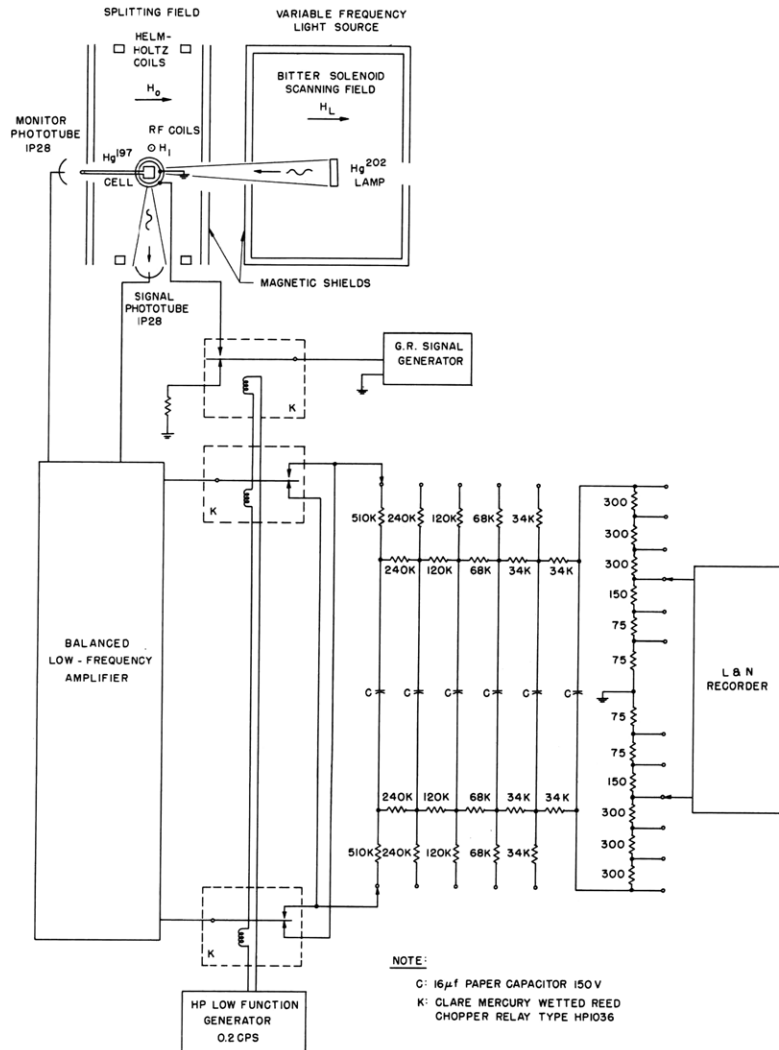 SPLITTING FIELD
VARIABLE FREQUENCY
LIGHT SOURCE
HELM-
HOLTZ
COILS
BITTER SOLENOID
SCANNING FIELD
H₀
H_L
MONITOR
PHOTOTUBE
IP28
RF COILS
H₁
Hg¹⁹⁷
CELL
Hg²⁰²
LAMP
MAGNETIC SHIELDS
SIGNAL
PHOTOTUBE
IP28
G.R. SIGNAL
GENERATOR
K
K
510K 240K 120K 68K 34K
240K 120K 68K 34K 34K
300
300
300
150
75
75
BALANCED
LOW-FREQUENCY
AMPLIFIER
C C C C C C
L & N
RECORDER
75
75
150
300
300
300
240K 120K 68K 34K 34K
510K 240K 120K 68K 34K
K
NOTE:
C: 16μf PAPER CAPACITOR 150 V
K: CLARE MERCURY WETTED REED
CHOPPER RELAY TYPE HP1036
HP LOW FUNCTION
GENERATOR
0.2 CPS